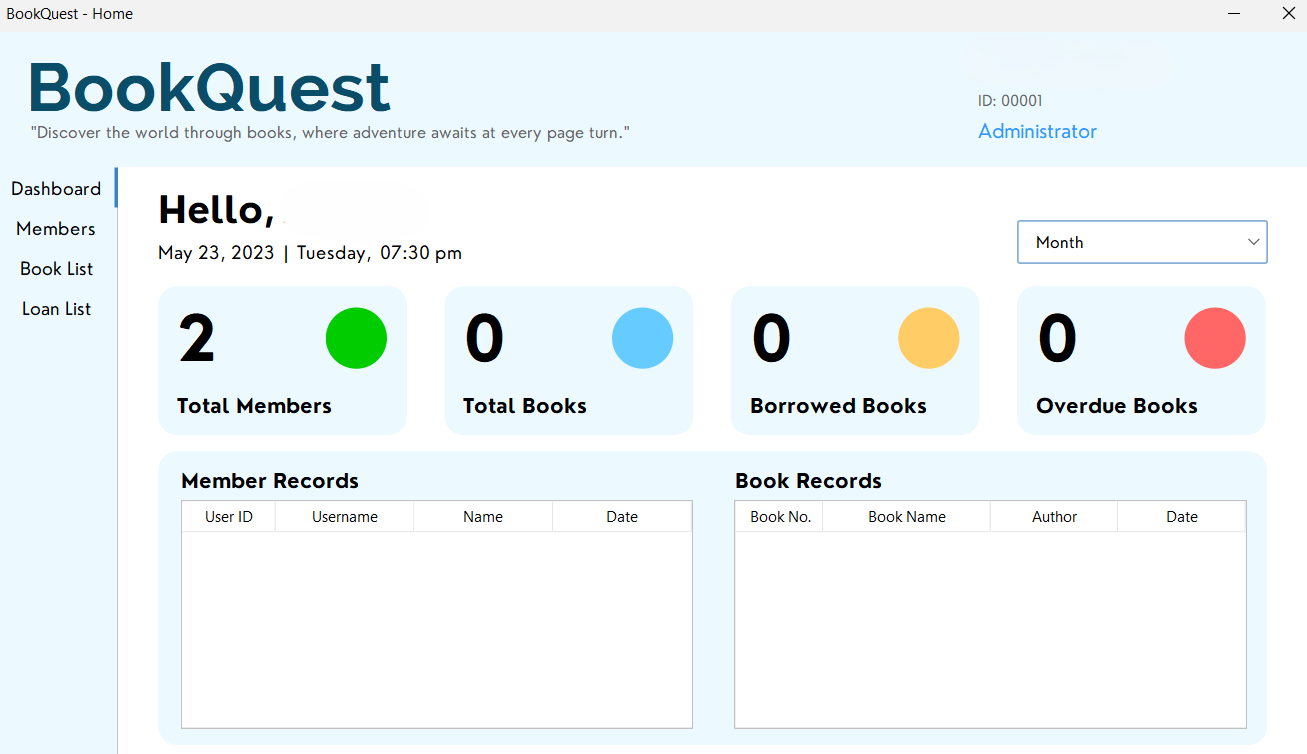 BookQuest - Home
BookQuest
"Discover the world through books, where adventure awaits at every page turn."
ID: 00001
Administrator
Dashboard
Members
Book List
Loan List
Hello,
May 23, 2023 | Tuesday, 07:30 pm
Month
2
Total Members
0
Total Books
0
Borrowed Books
0
Overdue Books
Member Records
User ID Username Name Date
Book Records
Book No. Book Name Author Date